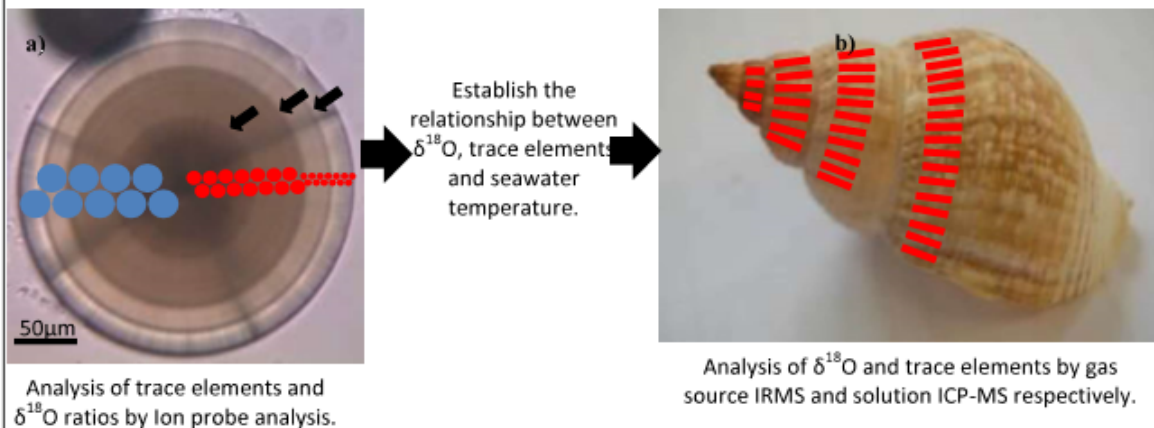 a)
50µm
Analysis of trace elements and
δ¹⁸O ratios by Ion probe analysis.
Establish the
relationship between
δ¹⁸O, trace elements
and seawater
temperature.
b)
Analysis of δ¹⁸O and trace elements by gas
source IRMS and solution ICP-MS respectively.